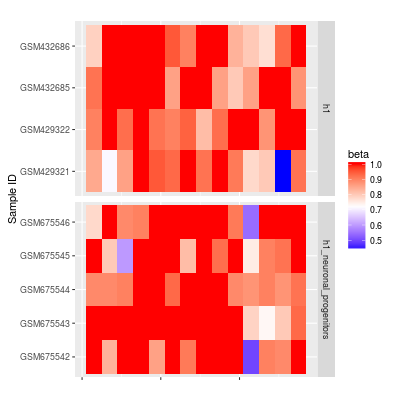 Sample ID
GSM432686
GSM432685
GSM429322
GSM429321
h1
GSM675546
GSM675545
GSM675544
GSM675543
GSM675542
h1_neuronal_progenitors
beta
1.0
0.9
0.8
0.7
0.6
0.5